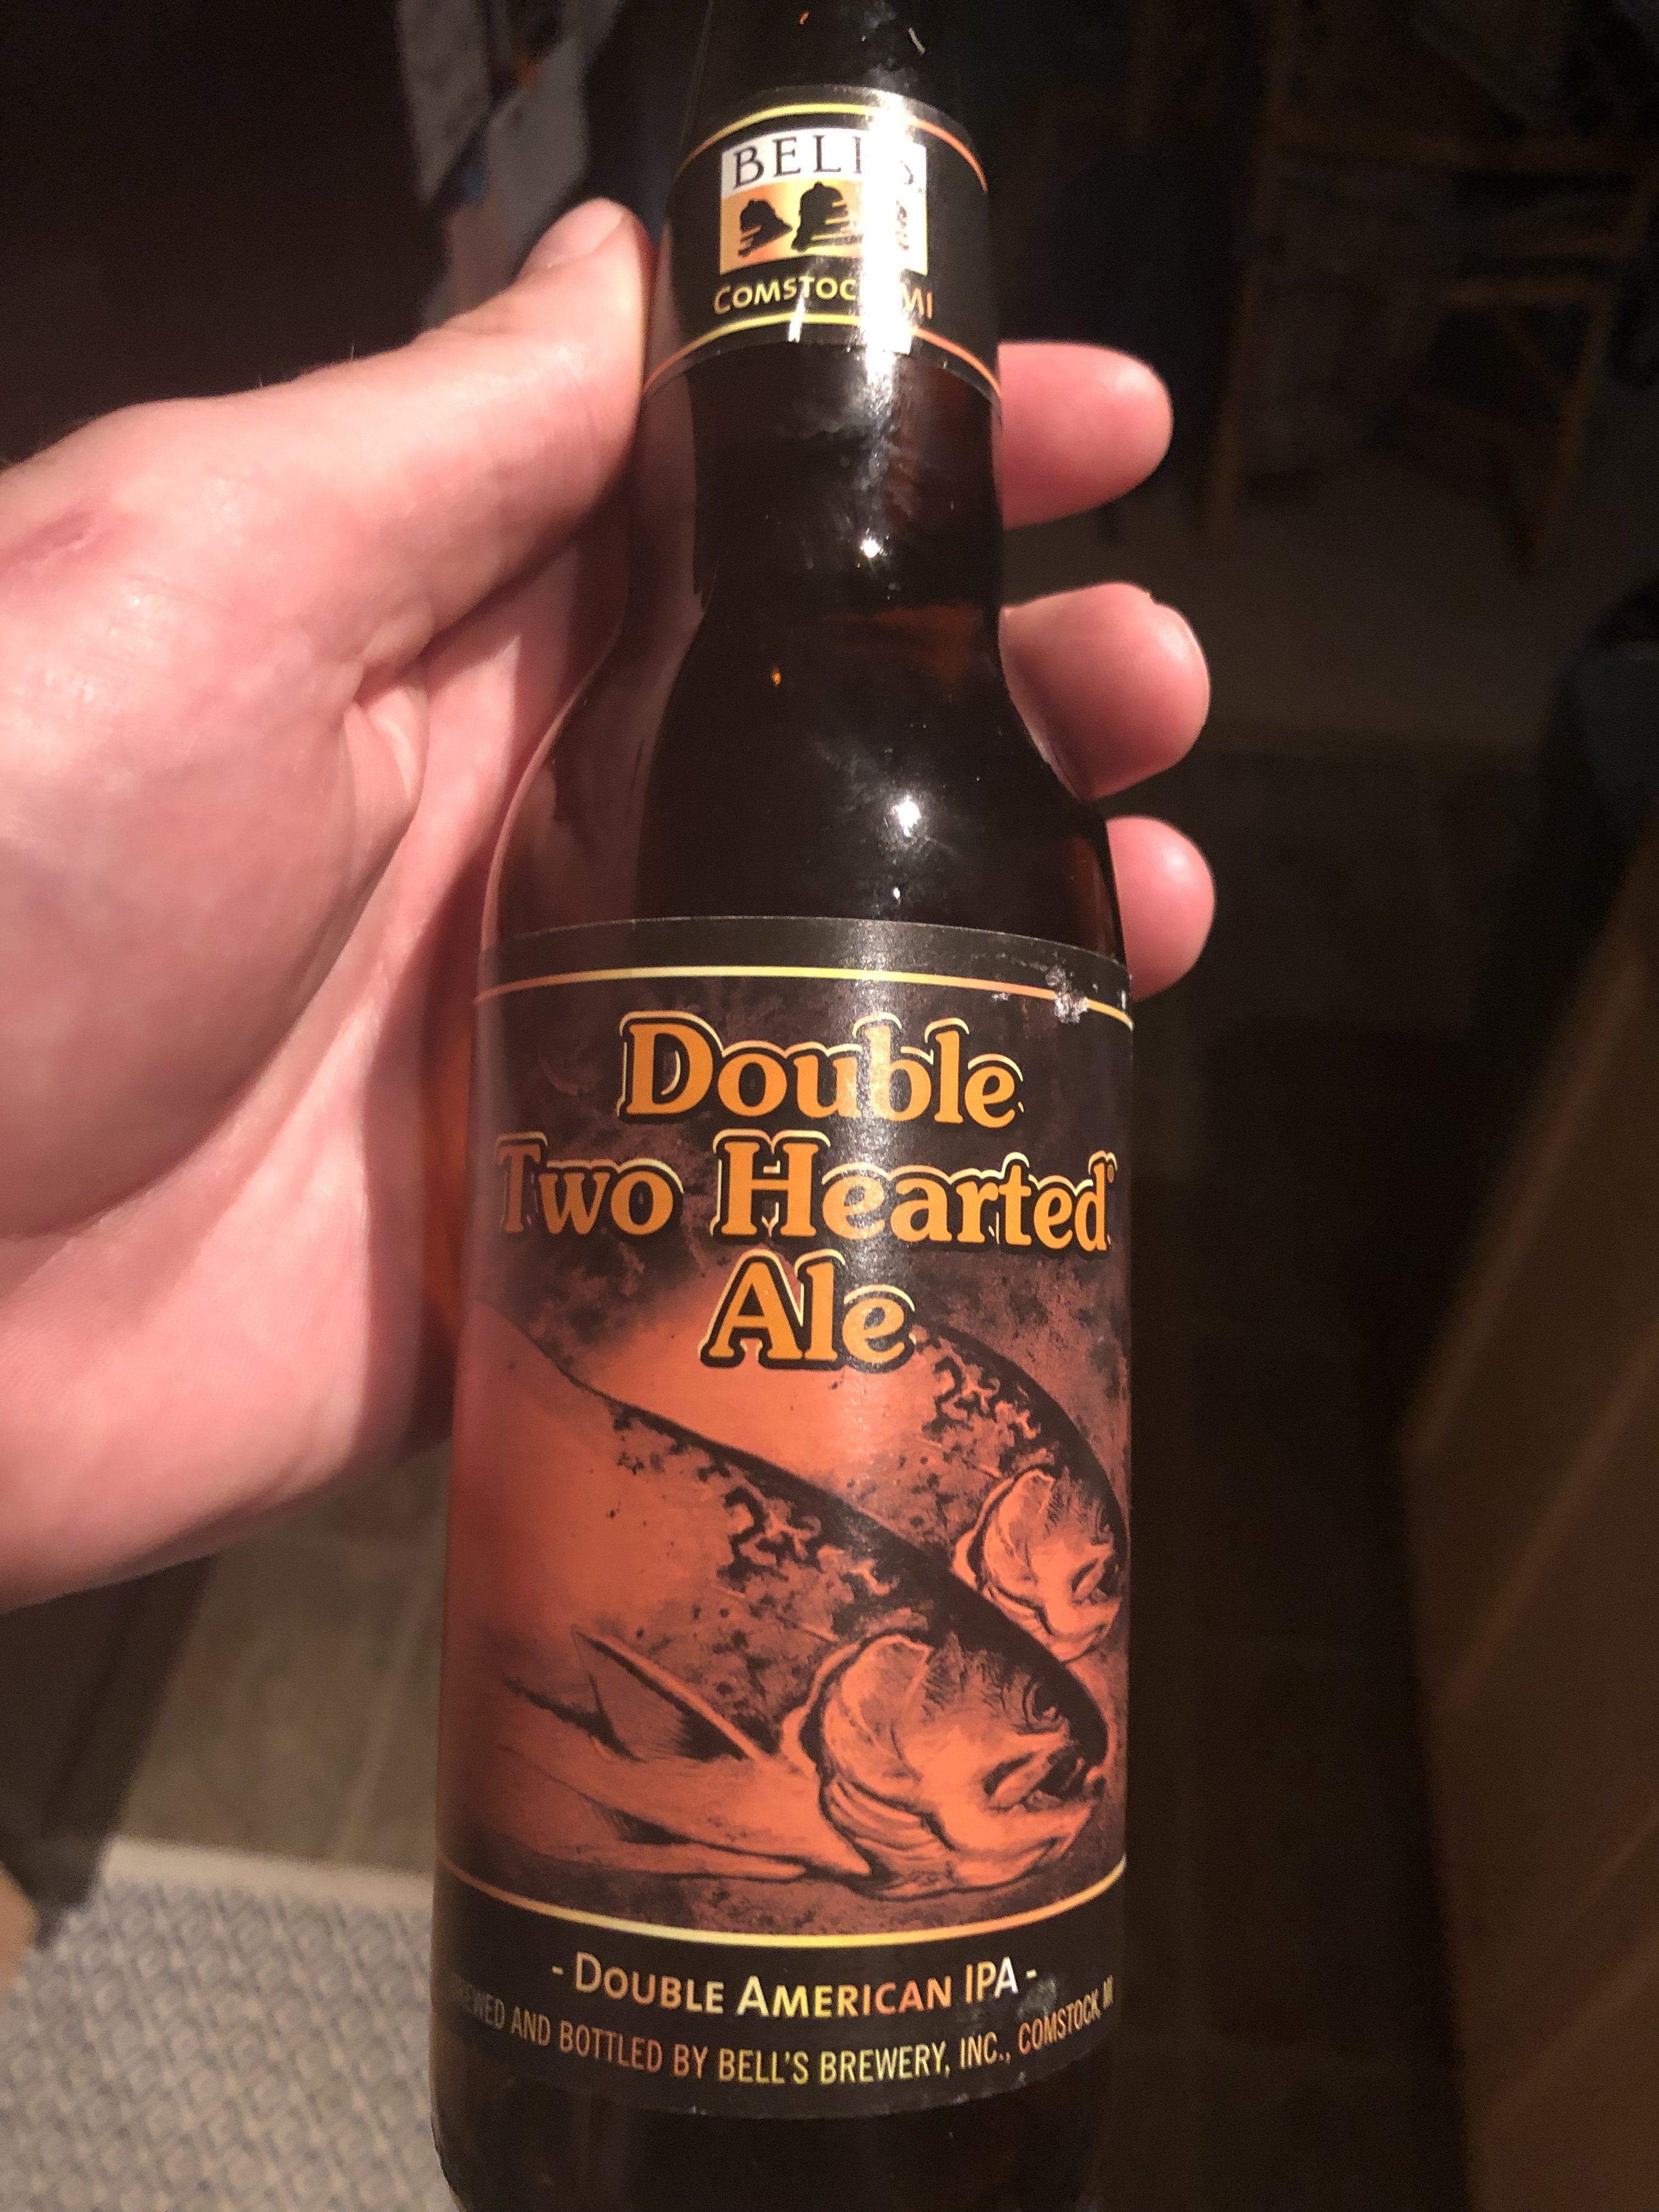 BELL'S
COMSTOCK, MI
Double
Two Hearted®
Ale
- DOUBLE AMERICAN IPA -
BREWED AND BOTTLED BY BELL'S BREWERY, INC., COMSTOCK, MI